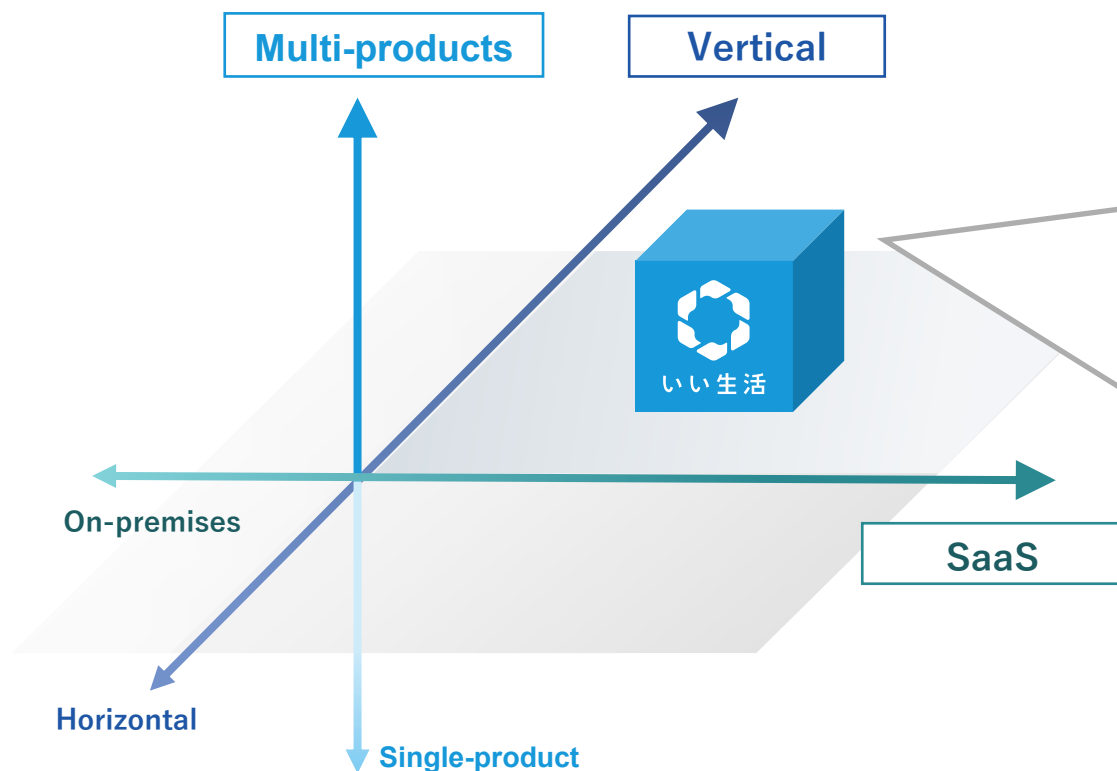 Multi-products
Vertical
いい生活
On-premises
SaaS
Horizontal
Single-product